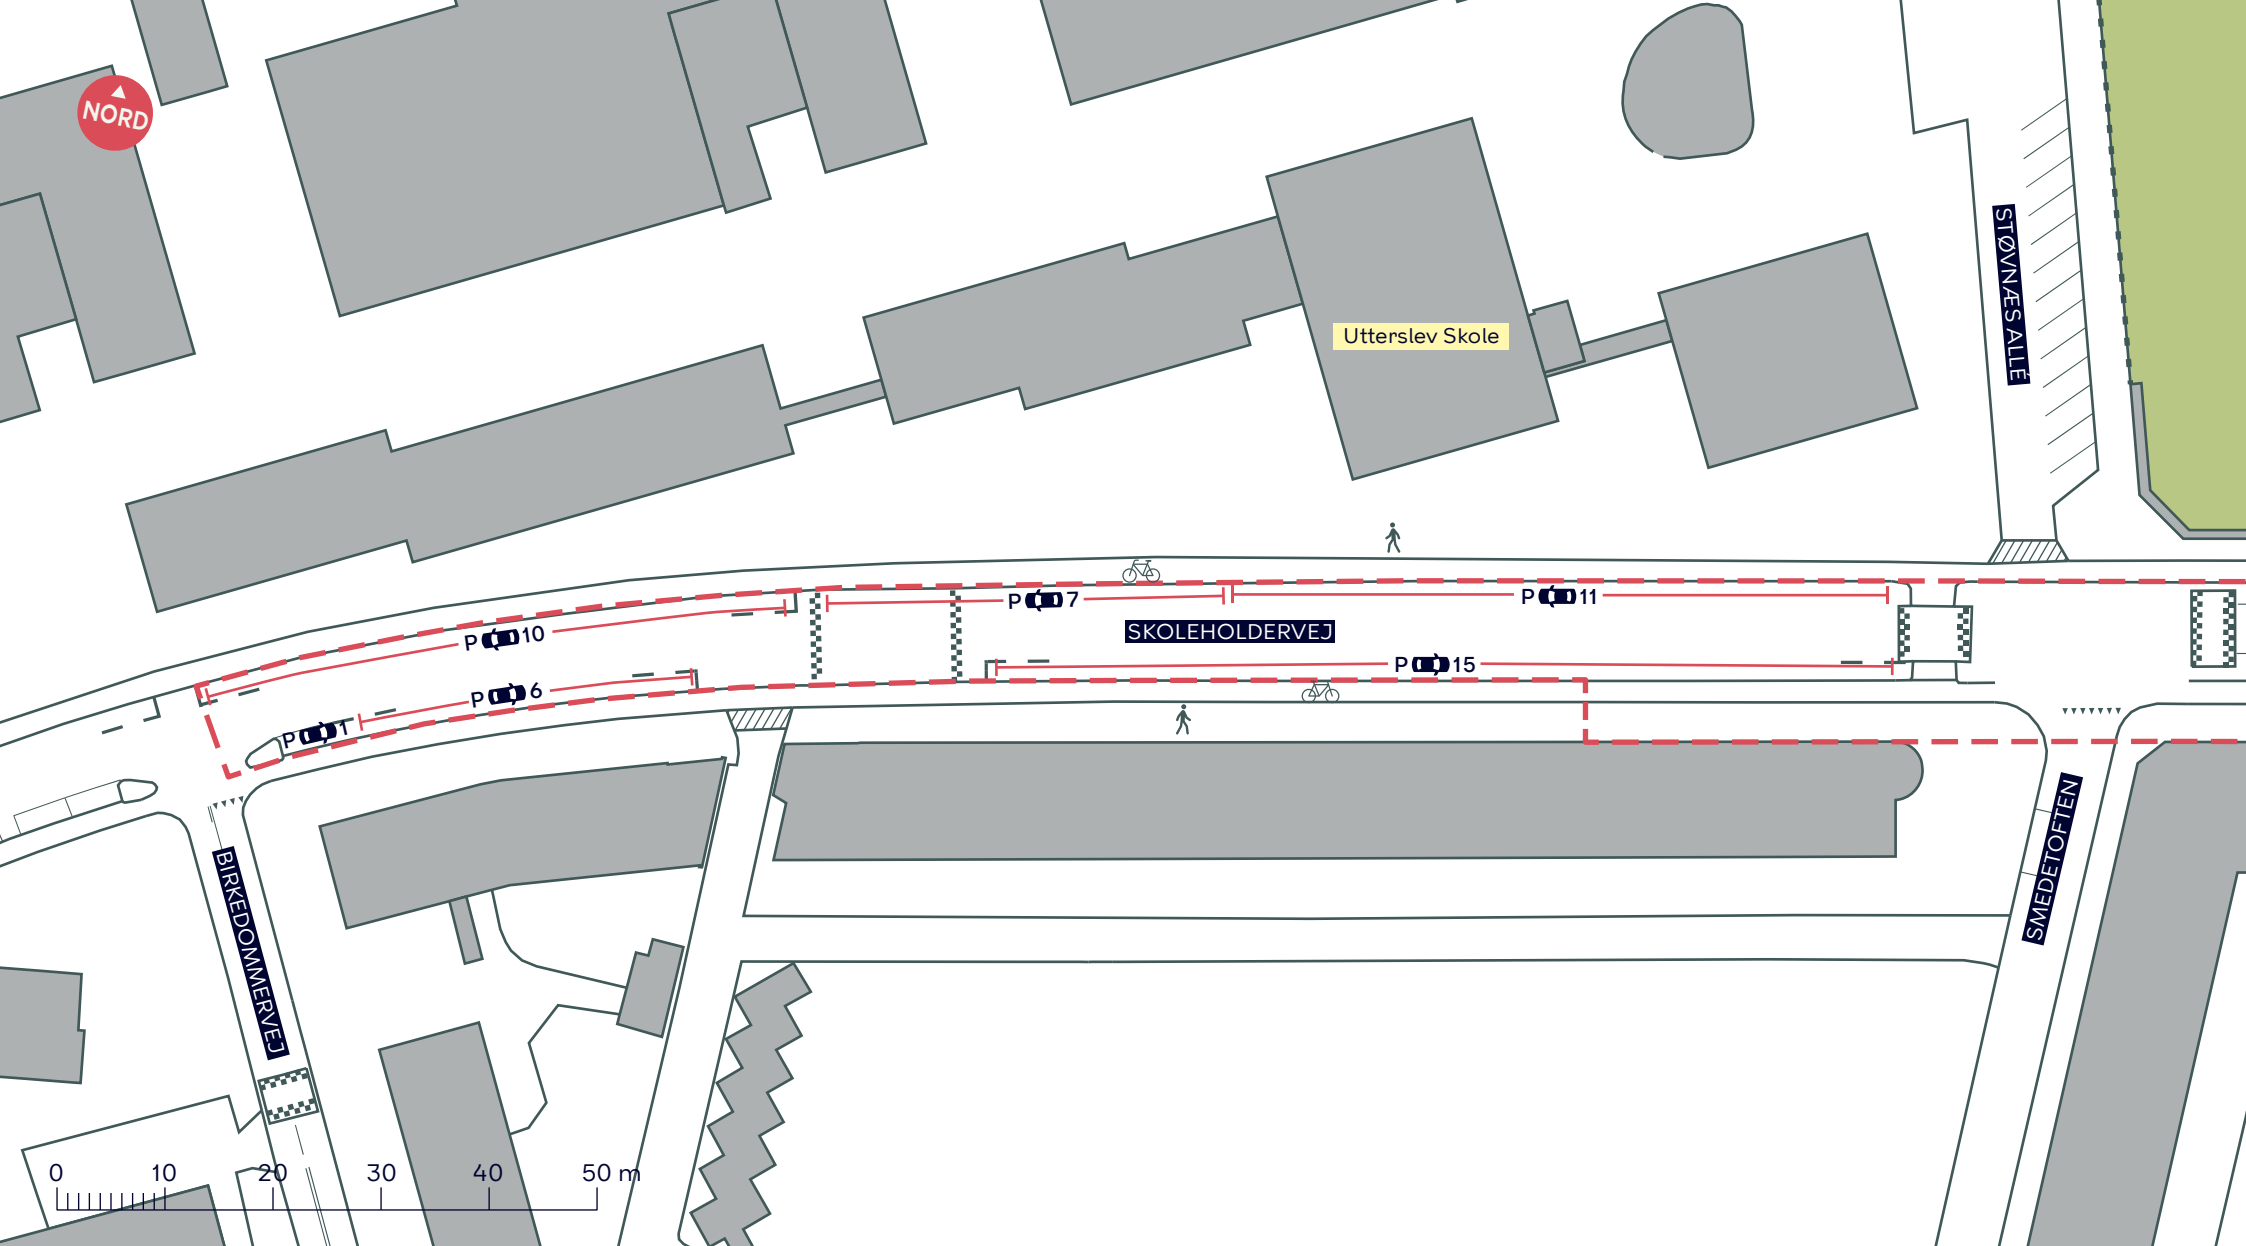 NORD
STØVNÆS ALLÉ
Utterslev Skole
P 7
P 11
SKOLEHOLDERVEJ
P 10
P 15
P 6
P 1
BIRKEDOMMERVEJ
SMEDETOFTEN
0 10 20 30 40 50 m